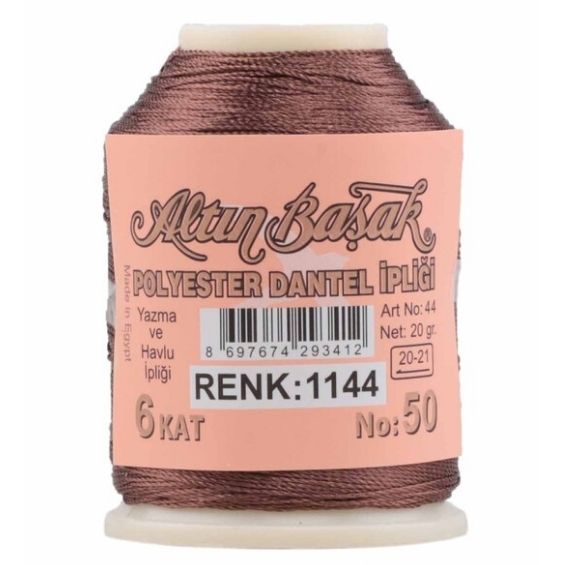 Altın Başak ®
POLYESTER DANTEL İPLİĞİ
Made in Egypt
Yazma
ve
Havlu
İpliği
8 697674 293412
Art No: 44
Net: 20 gr.
20-21
RENK:1144
6 KAT
No: 50